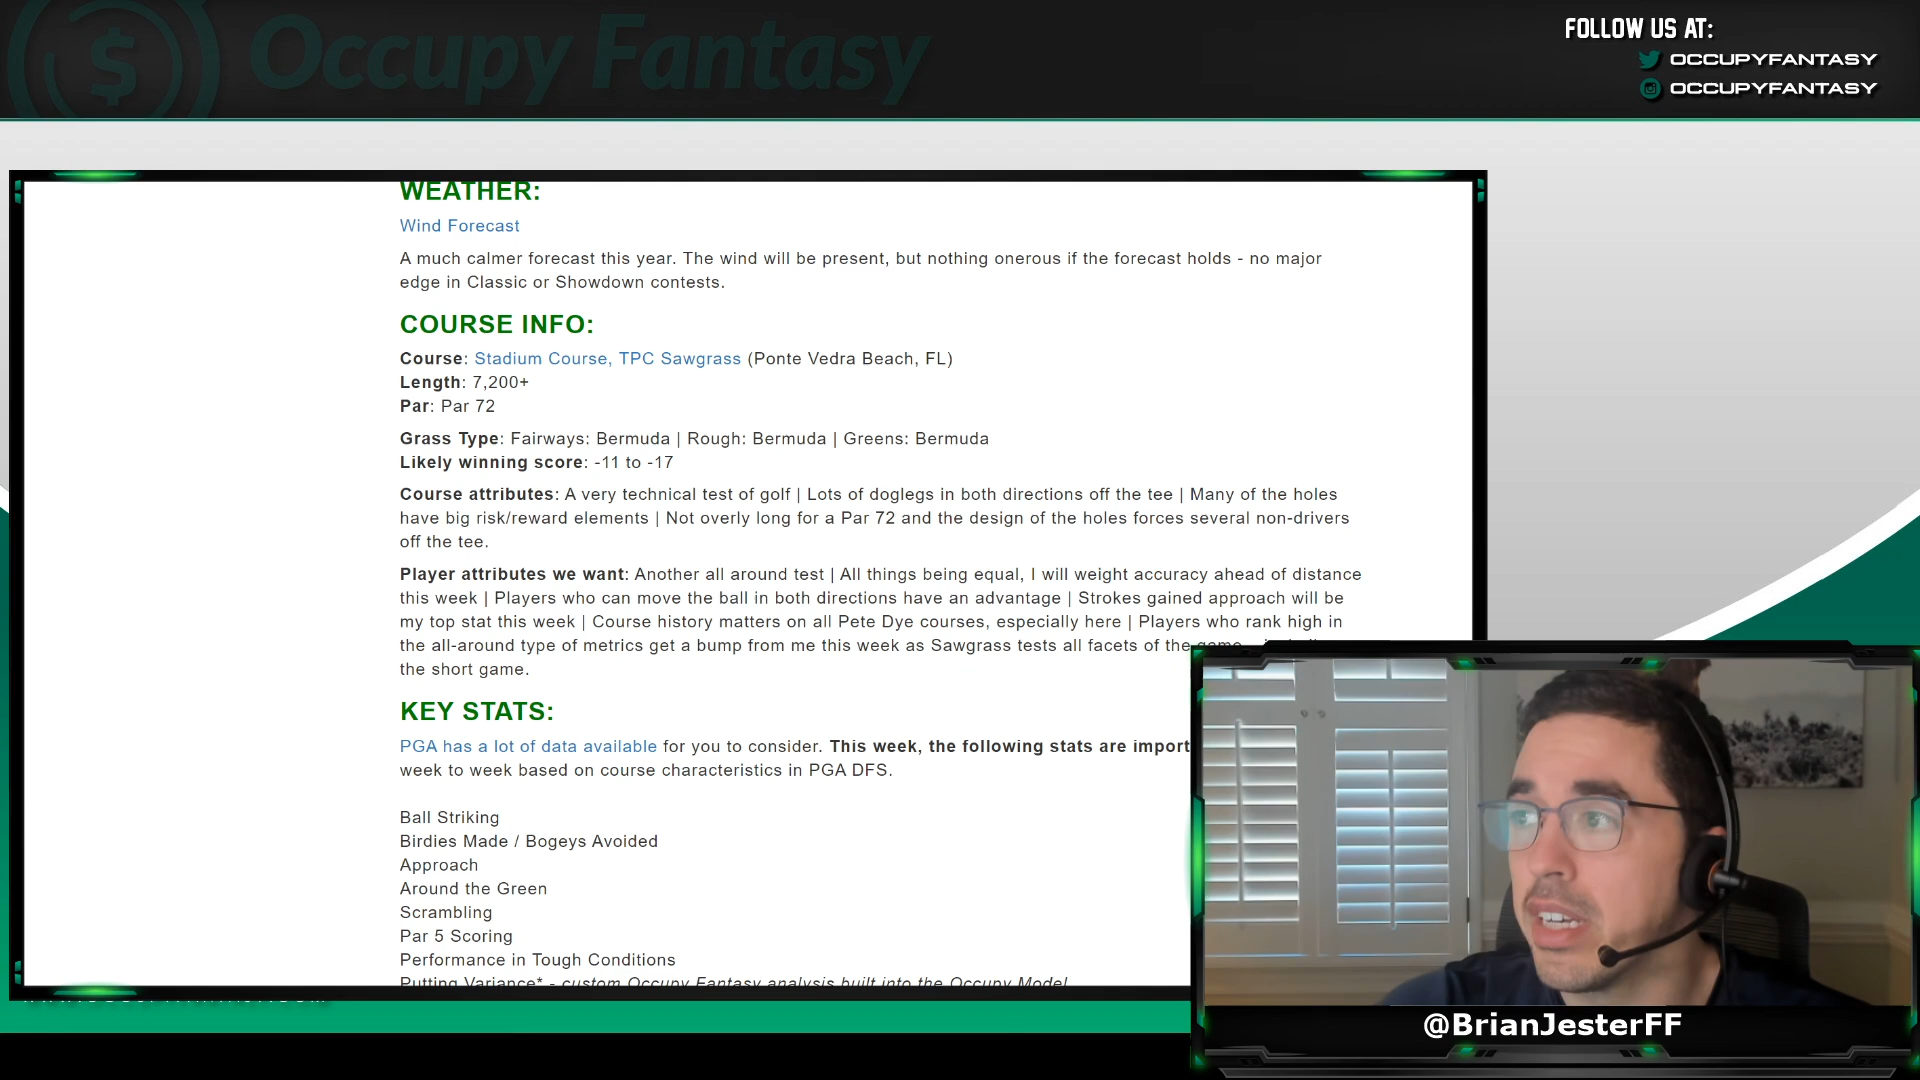 Occupy Fantasy
FOLLOW US AT:
OCCUPYFANTASY
OCCUPYFANTASY
WEATHER:
Wind Forecast
A much calmer forecast this year. The wind will be present, but nothing onerous if the forecast holds - no major
edge in Classic or Showdown contests.
COURSE INFO:
Course: Stadium Course, TPC Sawgrass (Ponte Vedra Beach, FL)
Length: 7,200+
Par: Par 72
Grass Type: Fairways: Bermuda | Rough: Bermuda | Greens: Bermuda
Likely winning score: -11 to -17
Course attributes: A very technical test of golf | Lots of doglegs in both directions off the tee | Many of the holes
have big risk/reward elements | Not overly long for a Par 72 and the design of the holes forces several non-drivers
off the tee.
Player attributes we want: Another all around test | All things being equal, I will weight accuracy ahead of distance
this week | Players who can move the ball in both directions have an advantage | Strokes gained approach will be
my top stat this week | Course history matters on all Pete Dye courses, especially here | Players who rank high in
the all-around type of metrics get a bump from me this week as Sawgrass tests all facets of the game
the short game.
KEY STATS:
PGA has a lot of data available for you to consider. This week, the following stats are import
week to week based on course characteristics in PGA DFS.
Ball Striking
Birdies Made / Bogeys Avoided
Approach
Around the Green
Scrambling
Par 5 Scoring
Performance in Tough Conditions
Putting Variance* - custom Occupy Fantasy analysis built into the Occupy Model
@BrianJesterFF